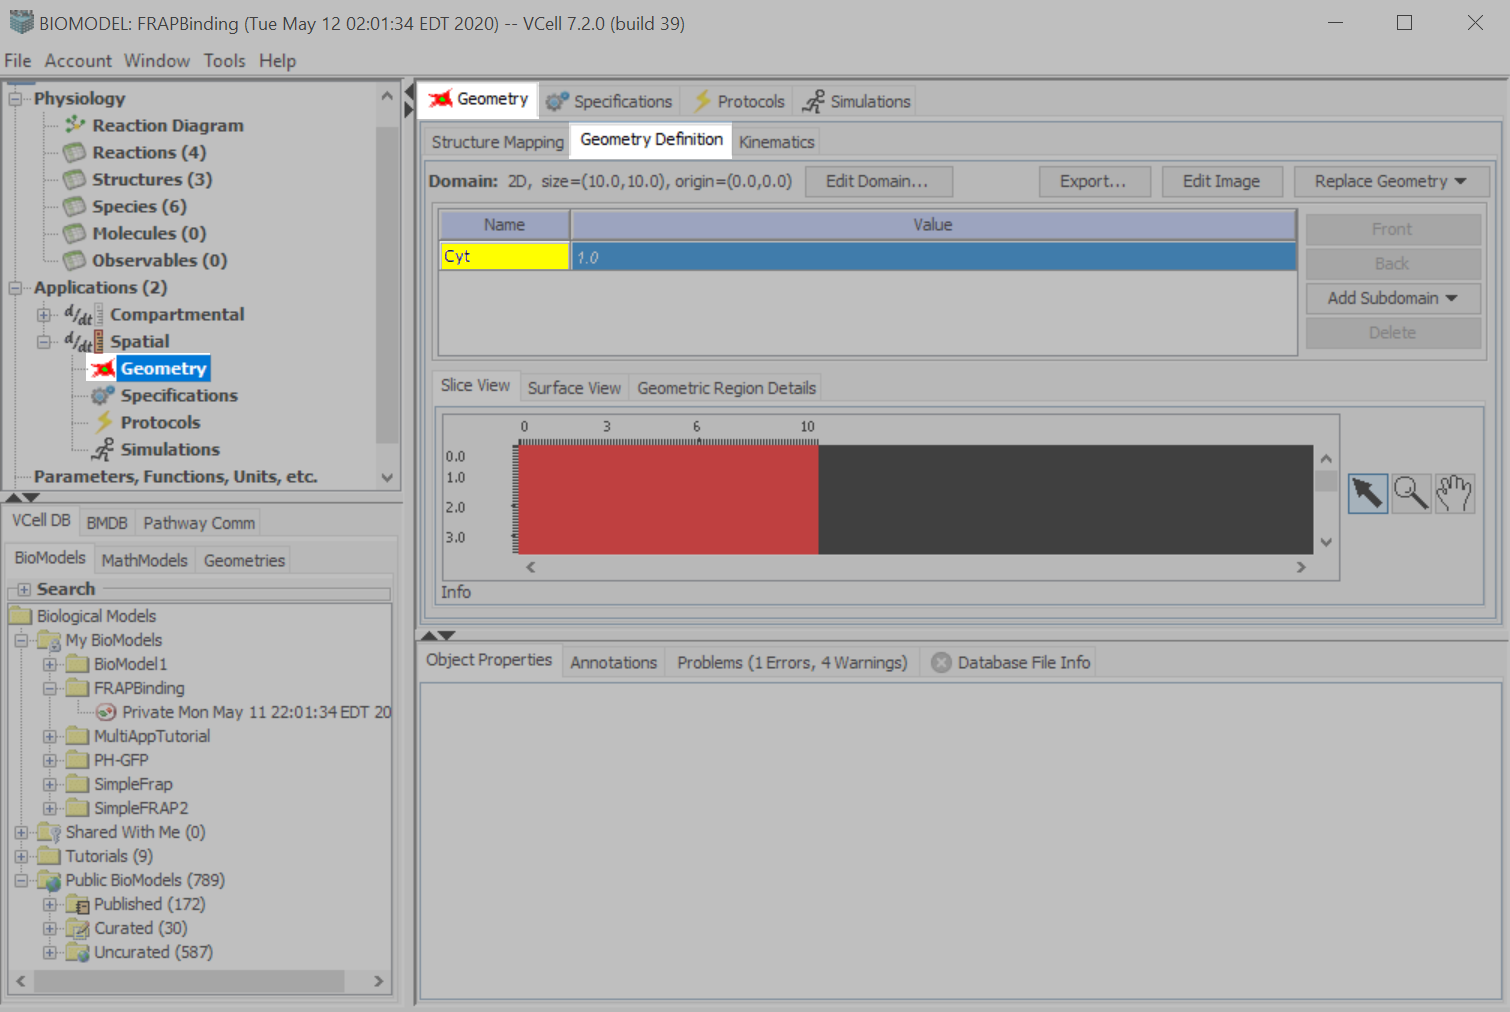 BIOMODEL: FRAPBinding (Tue May 12 02:01:34 EDT 2020) -- VCell 7.2.0 (build 39)
File Account Window Tools Help
Physiology
Reaction Diagram
Reactions (4)
Structures (3)
Species (6)
Molecules (0)
Observables (0)
Applications (2)
d/dt Compartmental
d/dt Spatial
Geometry
Specifications
Protocols
Simulations
Parameters, Functions, Units, etc.
VCell DB BMDB Pathway Comm
BioModels MathModels Geometries
Search
Biological Models
My BioModels
BioModel1
FRAPBinding
Private Mon May 11 22:01:34 EDT 20
MultiAppTutorial
PH-GFP
SimpleFrap
SimpleFRAP2
Shared With Me (0)
Tutorials (9)
Public BioModels (789)
Published (172)
Curated (30)
Uncurated (587)
Geometry Specifications Protocols Simulations
Structure Mapping Geometry Definition Kinematics
Domain: 2D, size=(10.0,10.0), origin=(0.0,0.0) Edit Domain... Export... Edit Image Replace Geometry
Name Value
Cyt 1.0
Front
Back
Add Subdomain
Delete
Slice View Surface View Geometric Region Details
0 3 6 10
0.0
1.0
2.0
3.0
Info
Object Properties Annotations Problems (1 Errors, 4 Warnings) Database File Info